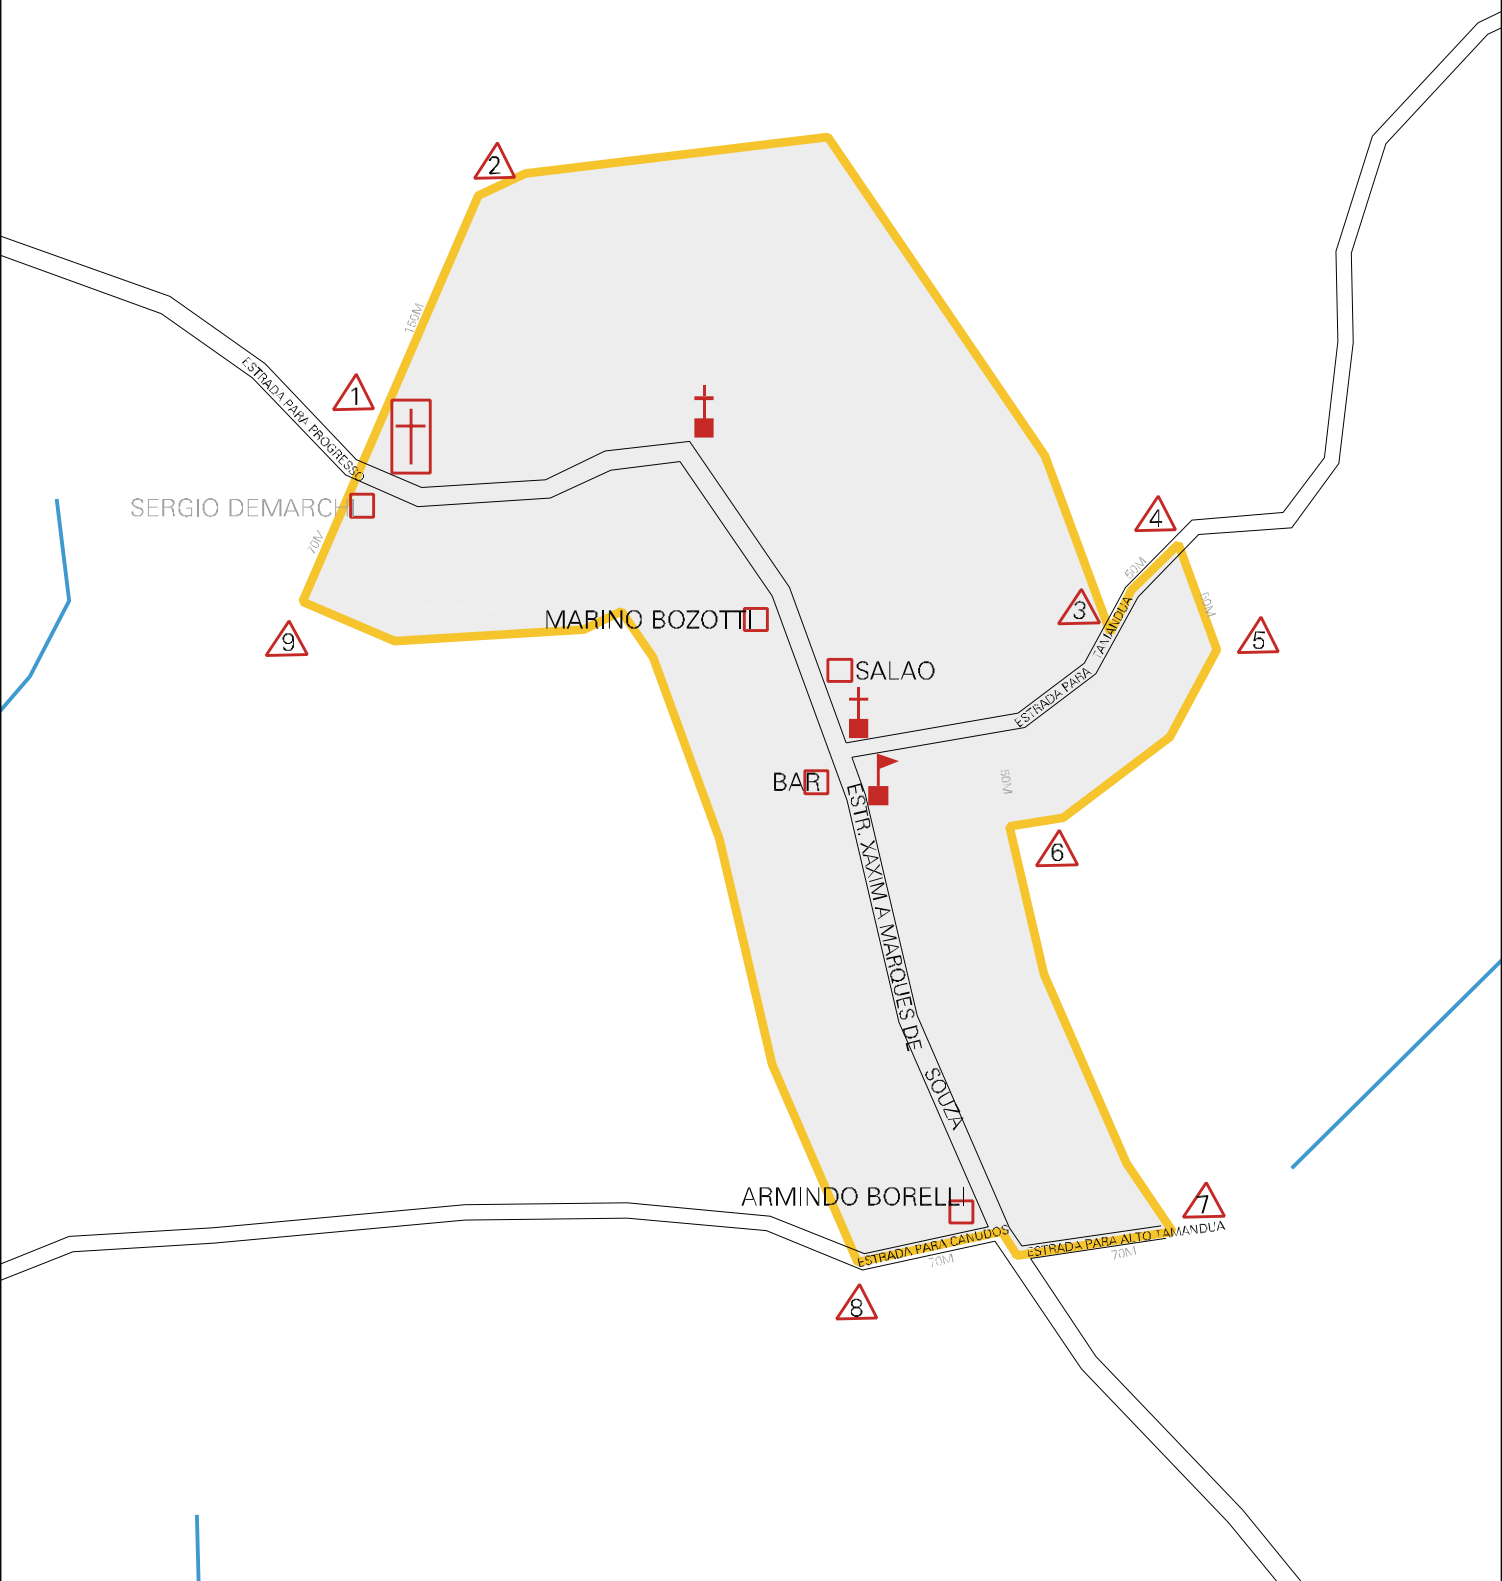 2
150M
1
ESTRADA PARA PROGRESSO
SERGIO DEMARCHI
70M
9
MARINO BOZOTTI
SALAO
BAR
3
4
50M
ESTRADA PARA TAMANDUA
50M
5
50M
6
ESTR. XAXIM A MARQUES DE SOUZA
ARMINDO BORELLI
7
ESTRADA PARA CANUDOS
70M
ESTRADA PARA ALTO TAMANDUA
70M
8